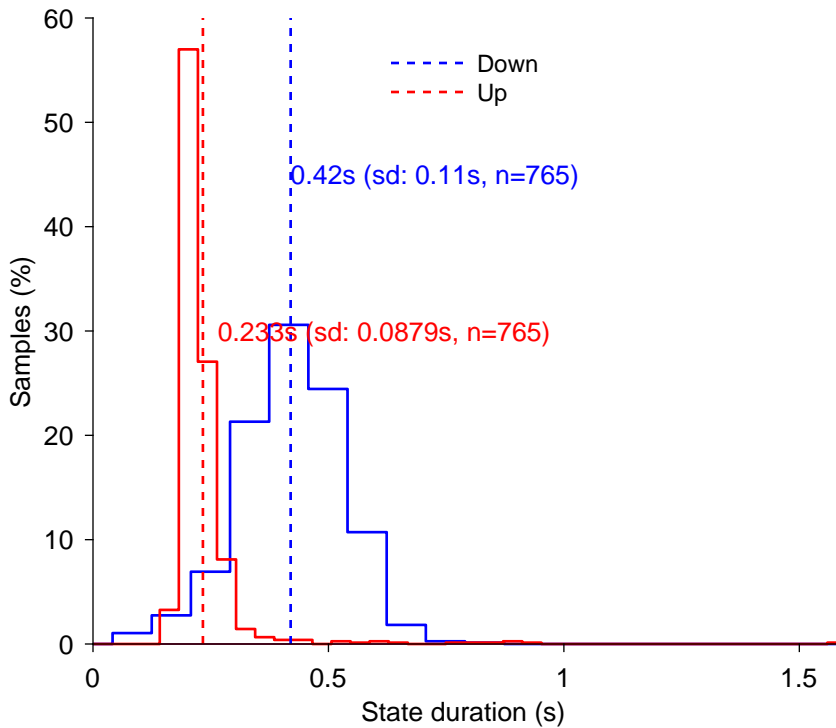 60
50
40
30
20
10
0
Samples (%)
Down
Up
0.42s (sd: 0.11s, n=765)
0.233s (sd: 0.0879s, n=765)
0
0.5
1
1.5
State duration (s)